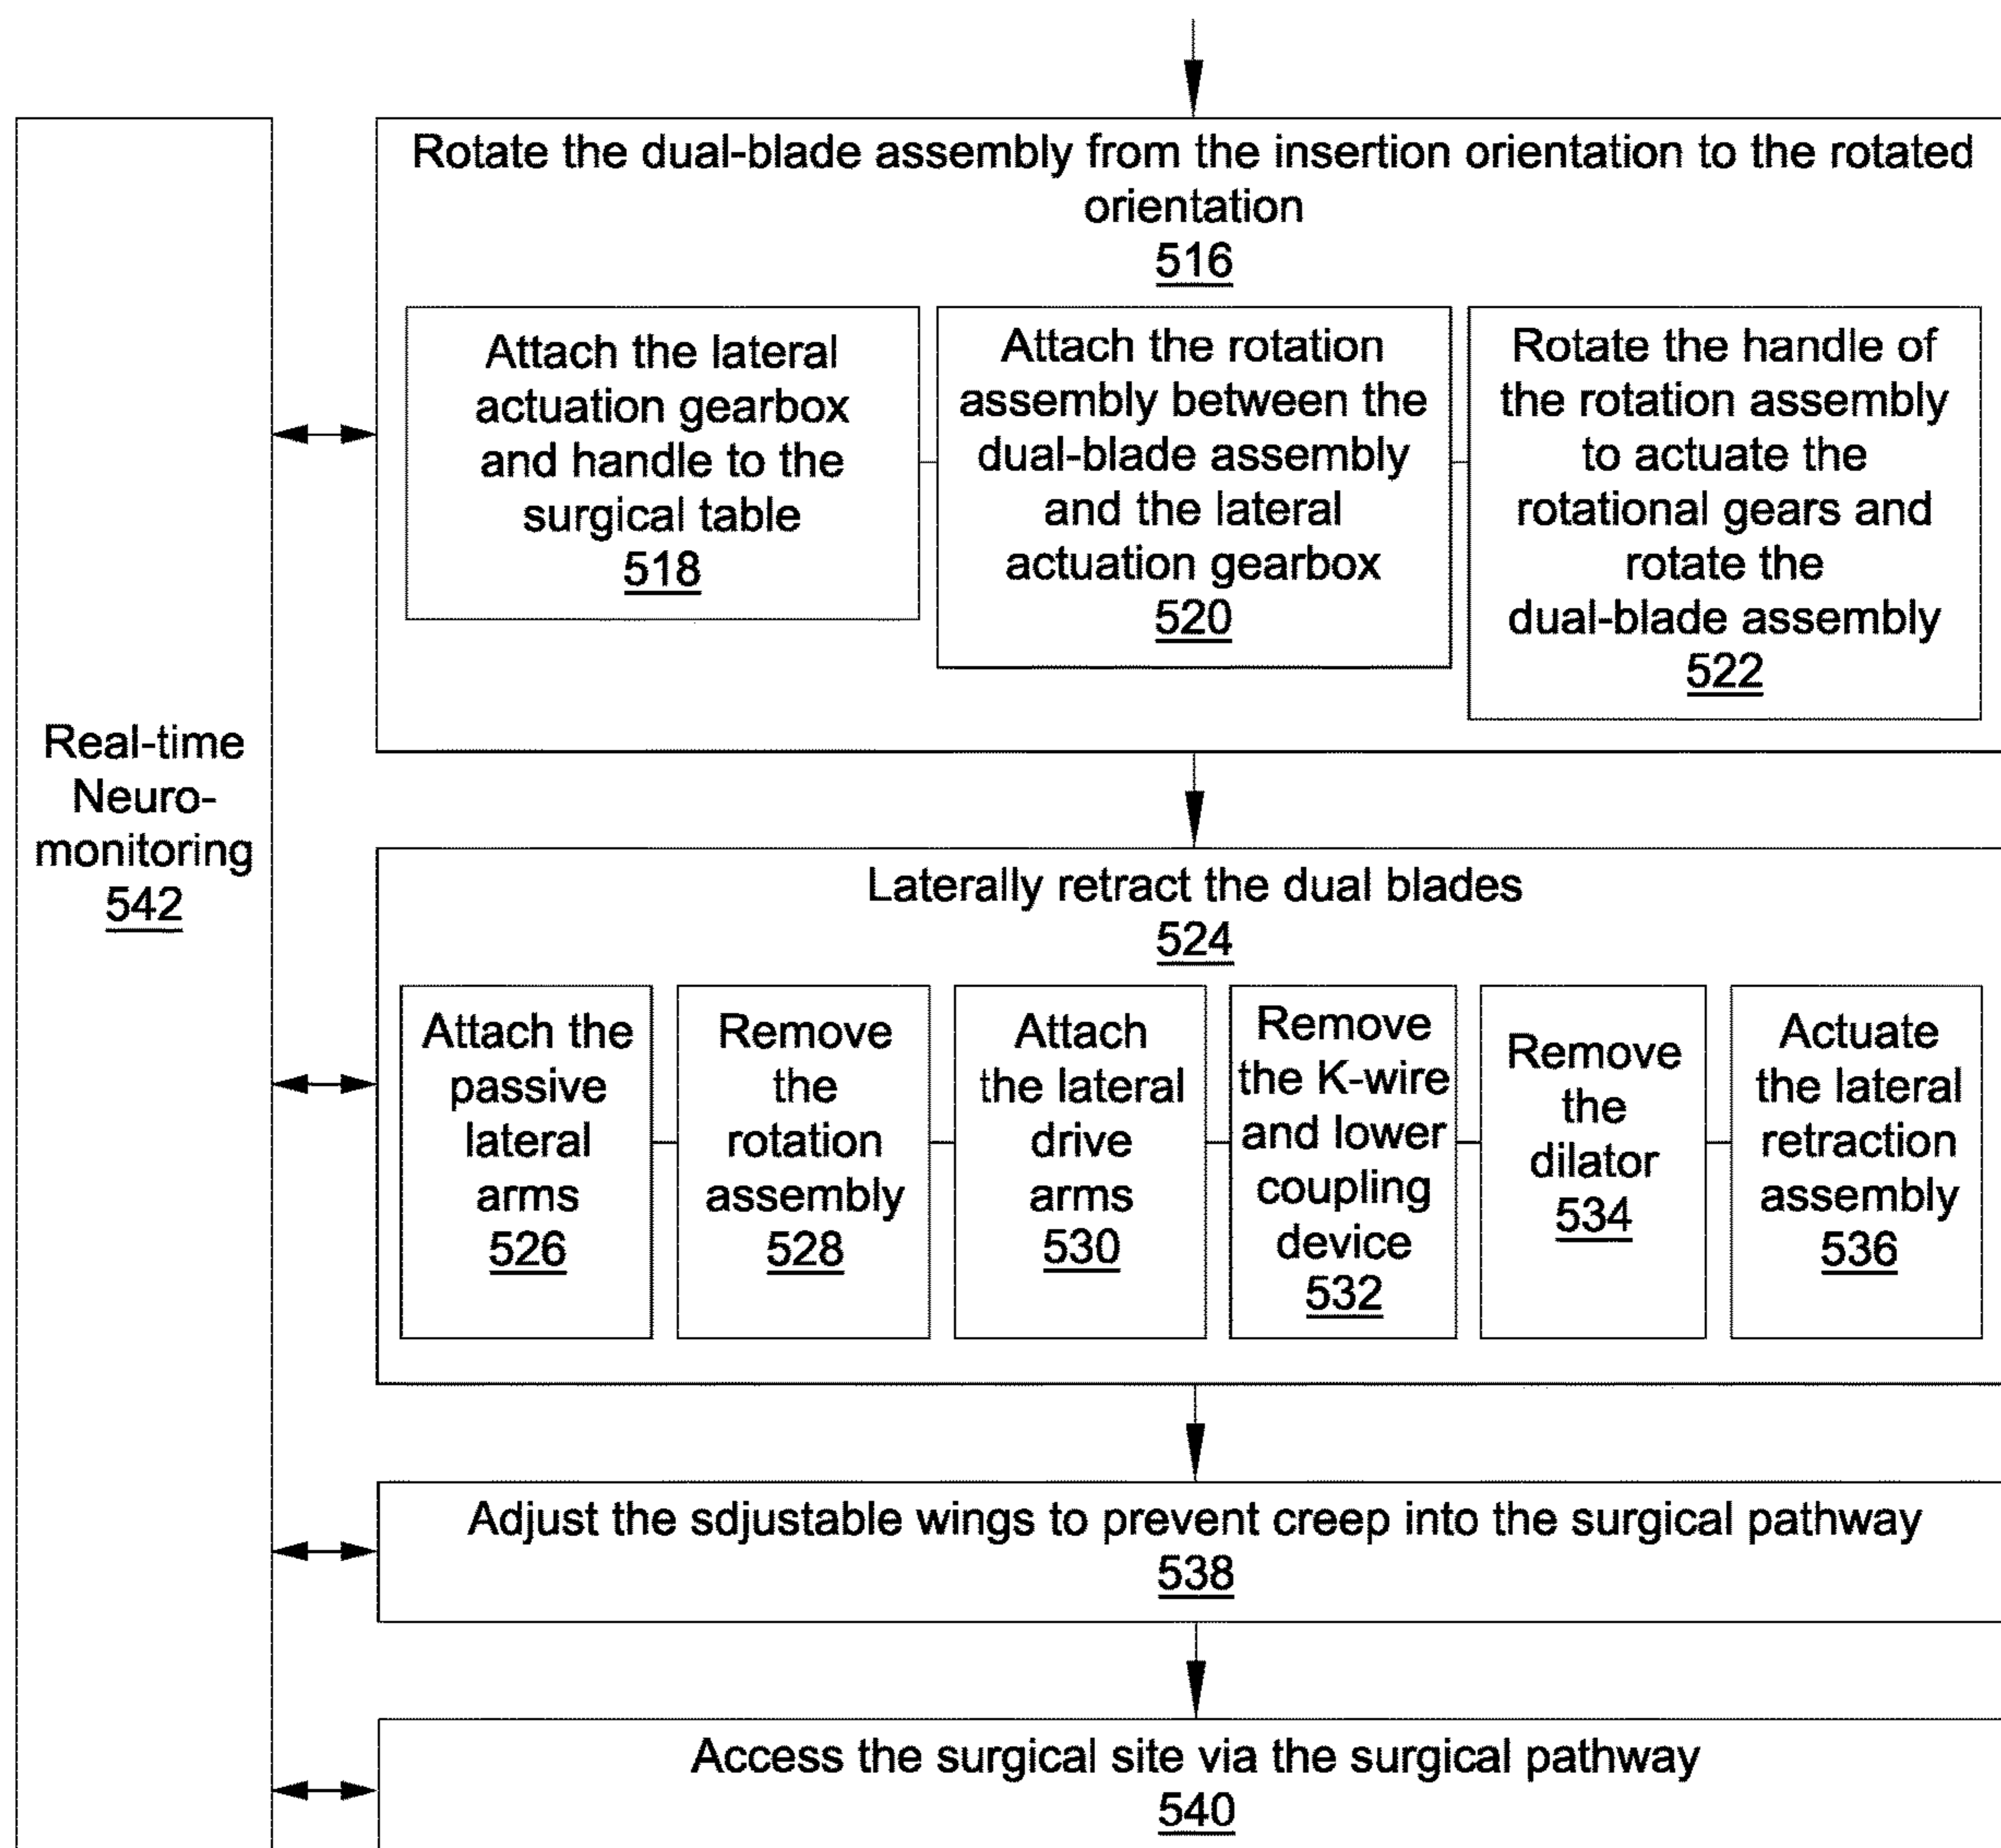 Rotate the dual-blade assembly from the insertion orientation to the rotated
orientation
516
Attach the lateral
actuation gearbox
and handle to the
surgical table
518
Attach the rotation
assembly between the
dual-blade assembly
and the lateral
actuation gearbox
520
Rotate the handle of
the rotation assembly
to actuate the
rotational gears and
rotate the
dual-blade assembly
522
Real-time
Neuro-
monitoring
542
Laterally retract the dual blades
524
Attach the
passive
lateral
arms
526
Remove
the
rotation
assembly
528
Attach
the lateral
drive
arms
530
Remove
the K-wire
and lower
coupling
device
532
Remove
the
dilator
534
Actuate
the lateral
retraction
assembly
536
Adjust the sdjustable wings to prevent creep into the surgical pathway
538
Access the surgical site via the surgical pathway
540